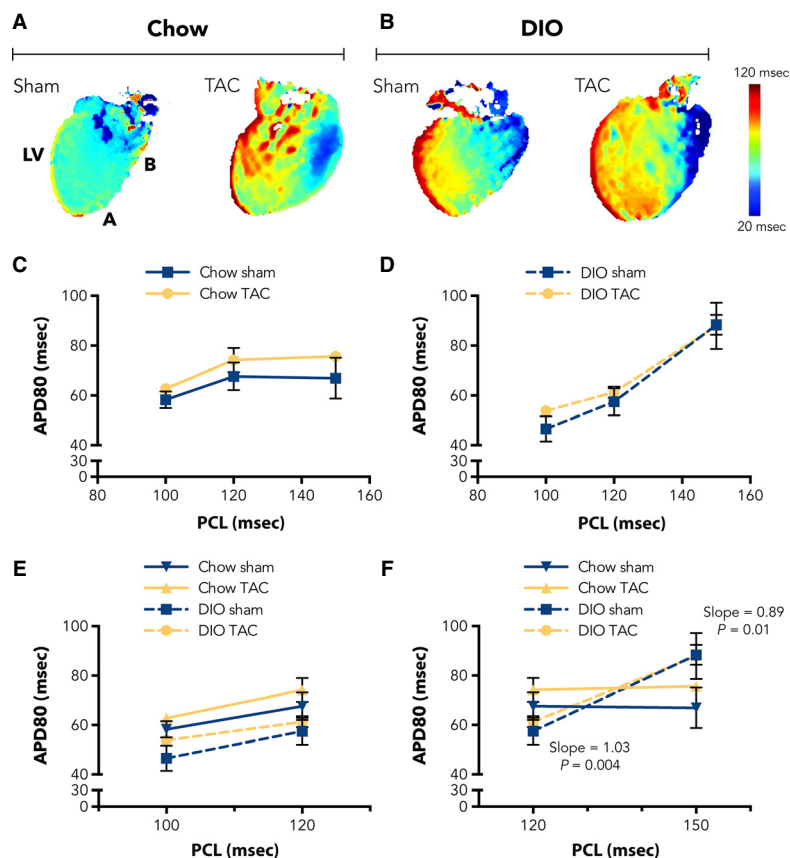 A
Chow
B
DIO
Sham
TAC
Sham
TAC
120 msec
LV
B
A
20 msec
C
Chow sham
Chow TAC
100
80
60
40
30
0
APD80 (msec)
80
100
120
140
160
PCL (msec)
D
DIO sham
DIO TAC
100
80
60
40
30
0
APD80 (msec)
80
100
120
140
160
PCL (msec)
E
Chow sham
Chow TAC
DIO sham
DIO TAC
100
80
60
40
30
0
APD80 (msec)
100
120
PCL (msec)
F
Chow sham
Chow TAC
DIO sham
DIO TAC
Slope = 0.89
P = 0.01
100
80
60
40
30
0
APD80 (msec)
Slope = 1.03
P = 0.004
120
150
PCL (msec)